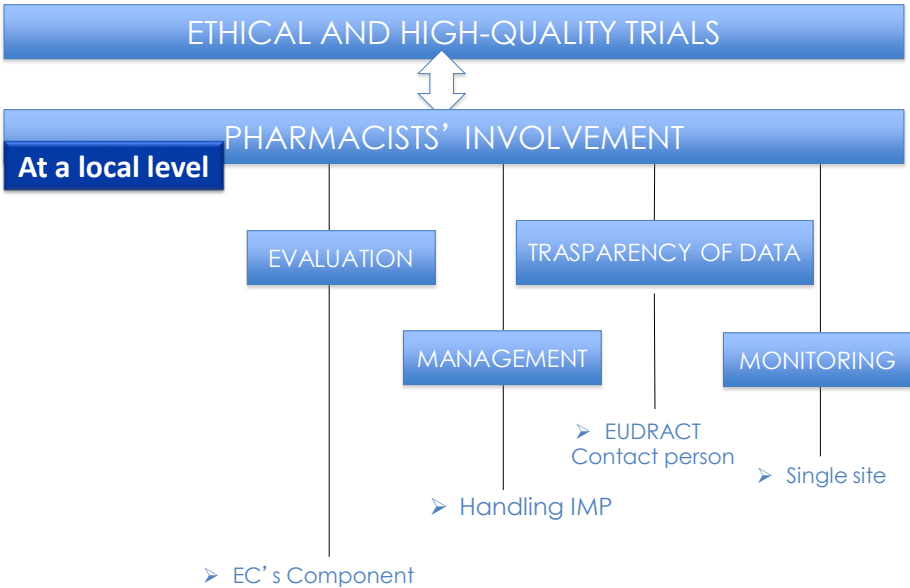 ETHICAL AND HIGH-QUALITY TRIALS
PHARMACISTS’ INVOLVEMENT
At a local level
EVALUATION
TRASPARENCY OF DATA
MANAGEMENT
MONITORING
➢ EUDRACT
Contact person
➢ Single site
➢ Handling IMP
➢ EC’s Component